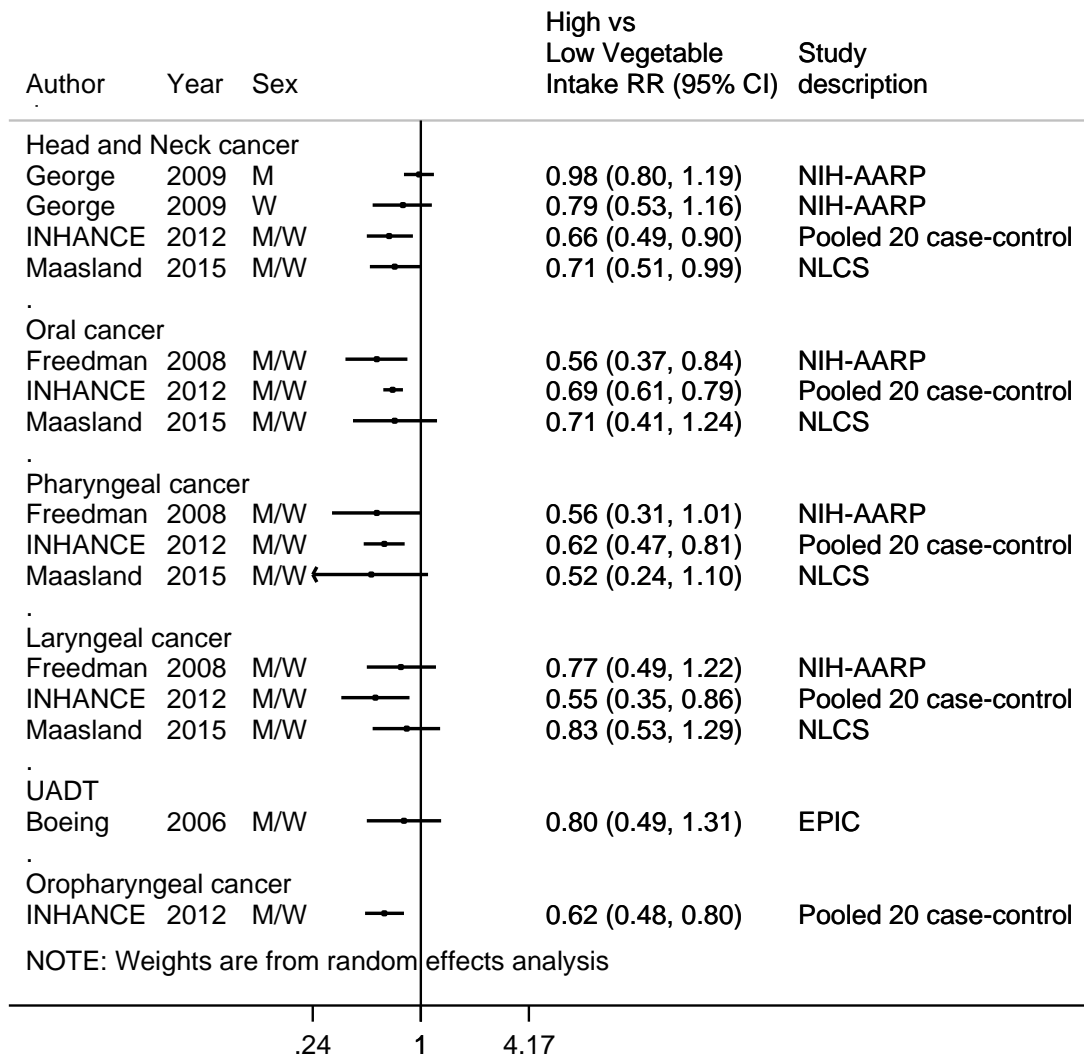 High vs
Low Vegetable Study
Author Year Sex Intake RR (95% CI) description
.
Head and Neck cancer
George 2009 M 0.98 (0.80, 1.19) NIH-AARP
George 2009 W 0.79 (0.53, 1.16) NIH-AARP
INHANCE 2012 M/W 0.66 (0.49, 0.90) Pooled 20 case-control
Maasland 2015 M/W 0.71 (0.51, 0.99) NLCS
.
Oral cancer
Freedman 2008 M/W 0.56 (0.37, 0.84) NIH-AARP
INHANCE 2012 M/W 0.69 (0.61, 0.79) Pooled 20 case-control
Maasland 2015 M/W 0.71 (0.41, 1.24) NLCS
.
Pharyngeal cancer
Freedman 2008 M/W 0.56 (0.31, 1.01) NIH-AARP
INHANCE 2012 M/W 0.62 (0.47, 0.81) Pooled 20 case-control
Maasland 2015 M/W 0.52 (0.24, 1.10) NLCS
.
Laryngeal cancer
Freedman 2008 M/W 0.77 (0.49, 1.22) NIH-AARP
INHANCE 2012 M/W 0.55 (0.35, 0.86) Pooled 20 case-control
Maasland 2015 M/W 0.83 (0.53, 1.29) NLCS
.
UADT
Boeing 2006 M/W 0.80 (0.49, 1.31) EPIC
.
Oropharyngeal cancer
INHANCE 2012 M/W 0.62 (0.48, 0.80) Pooled 20 case-control
NOTE: Weights are from random effects analysis
.24 1 4.17